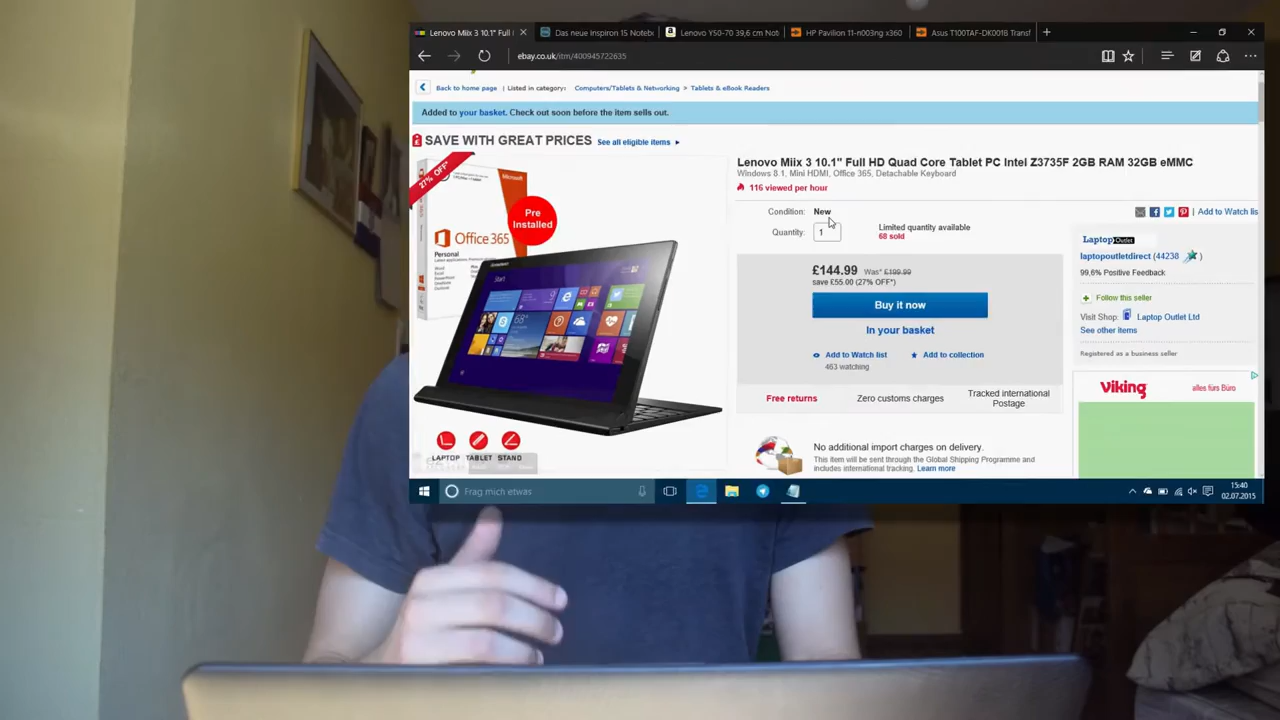 Lenovo Miix 3 10.1" Full
Das neue Inspiron 15 Notebo
Lenovo Y50-70 39,6 cm Not
HP Pavilion 11-n003ng x360
Asus T100TAF-DK001B Transf
ebay.co.uk/itm/400945722635
Back to home page
Listed in category:
Computers/Tablets & Networking > Tablets & eBook Readers
Added to your basket. Check out soon before the item sells out.
SAVE WITH GREAT PRICES See all eligible items
27% OFF*
Microsoft
Pre
Installed
Office 365
Personal
Start
LAPTOP TABLET STAND
Lenovo Miix 3 10.1" Full HD Quad Core Tablet PC Intel Z3735F 2GB RAM 32GB eMMC
Windows 8.1, Mini HDMI, Office 365, Detachable Keyboard
116 viewed per hour
Condition: New
Quantity: 1
Limited quantity available
68 sold
£144.99 Was* £199.99
save £55.00 (27% OFF*)
Buy it now
In your basket
Add to Watch list
Add to collection
463 watching
Free returns
Zero customs charges
Tracked international
Postage
No additional import charges on delivery.
This item will be sent through the Global Shipping Programme and
includes international tracking. Learn more
Add to Watch lis
Laptop Outlet
laptopoutletdirect (44238 )
99,6% Positive Feedback
Follow this seller
Visit Shop: Laptop Outlet Ltd
See other items
Registered as a business seller
Viking
alles fürs Büro
Frag mich etwas
15:40
02.07.2015